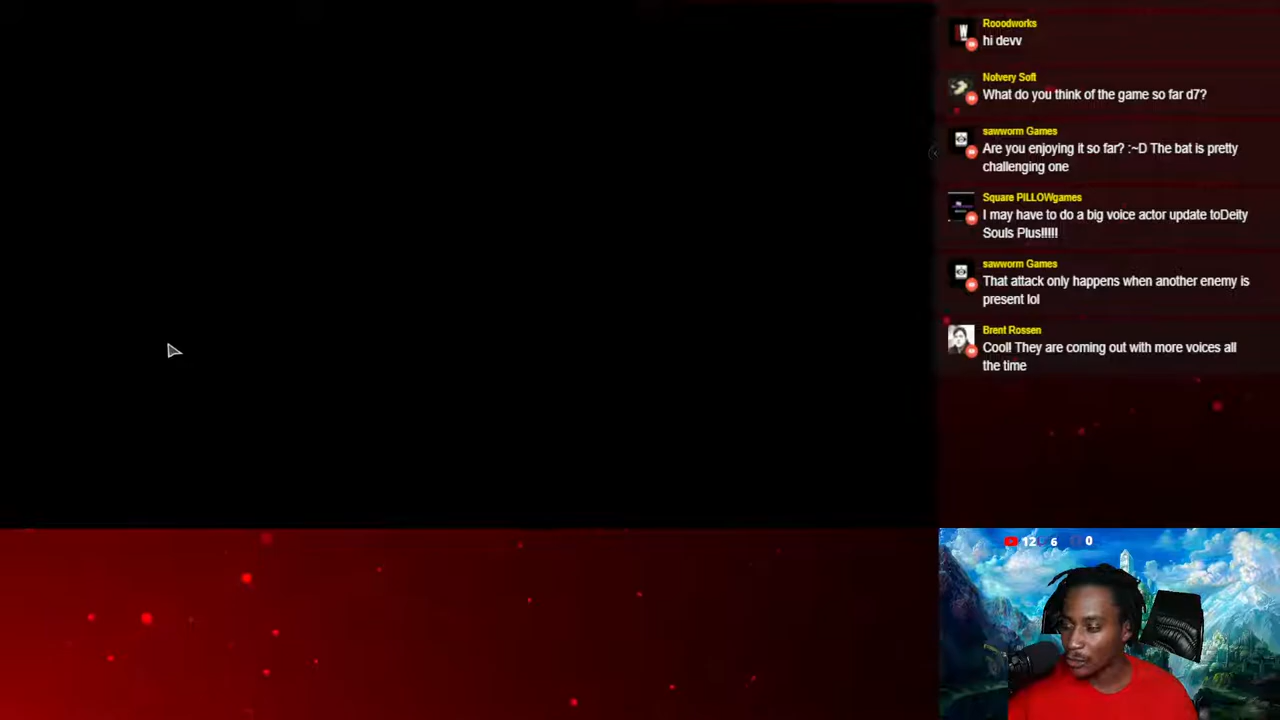 Rooodworks
hi devv
Notvery Soft
What do you think of the game so far d7?
sawworm Games
Are you enjoying it so far? :~D The bat is pretty
challenging one
Square PILLOWgames
I may have to do a big voice actor update toDeity
Souls Plus!!!!!
sawworm Games
That attack only happens when another enemy is
present lol
Brent Rossen
Cool! They are coming out with more voices all
the time
12 6 0